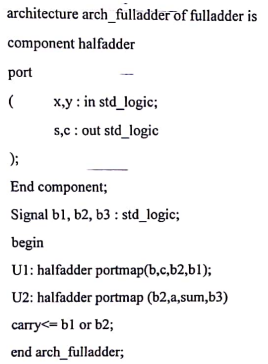 architecture arch_fulladder of fulladder is
component halfadder
port
( x,y : in std_logic;
s,c : out std_logic
);
End component;
Signal b1, b2, b3 : std_logic;
begin
U1: halfadder portmap(b,c,b2,b1);
U2: halfadder portmap (b2,a,sum,b3)
carry<= b1 or b2;
end arch_fulladder;